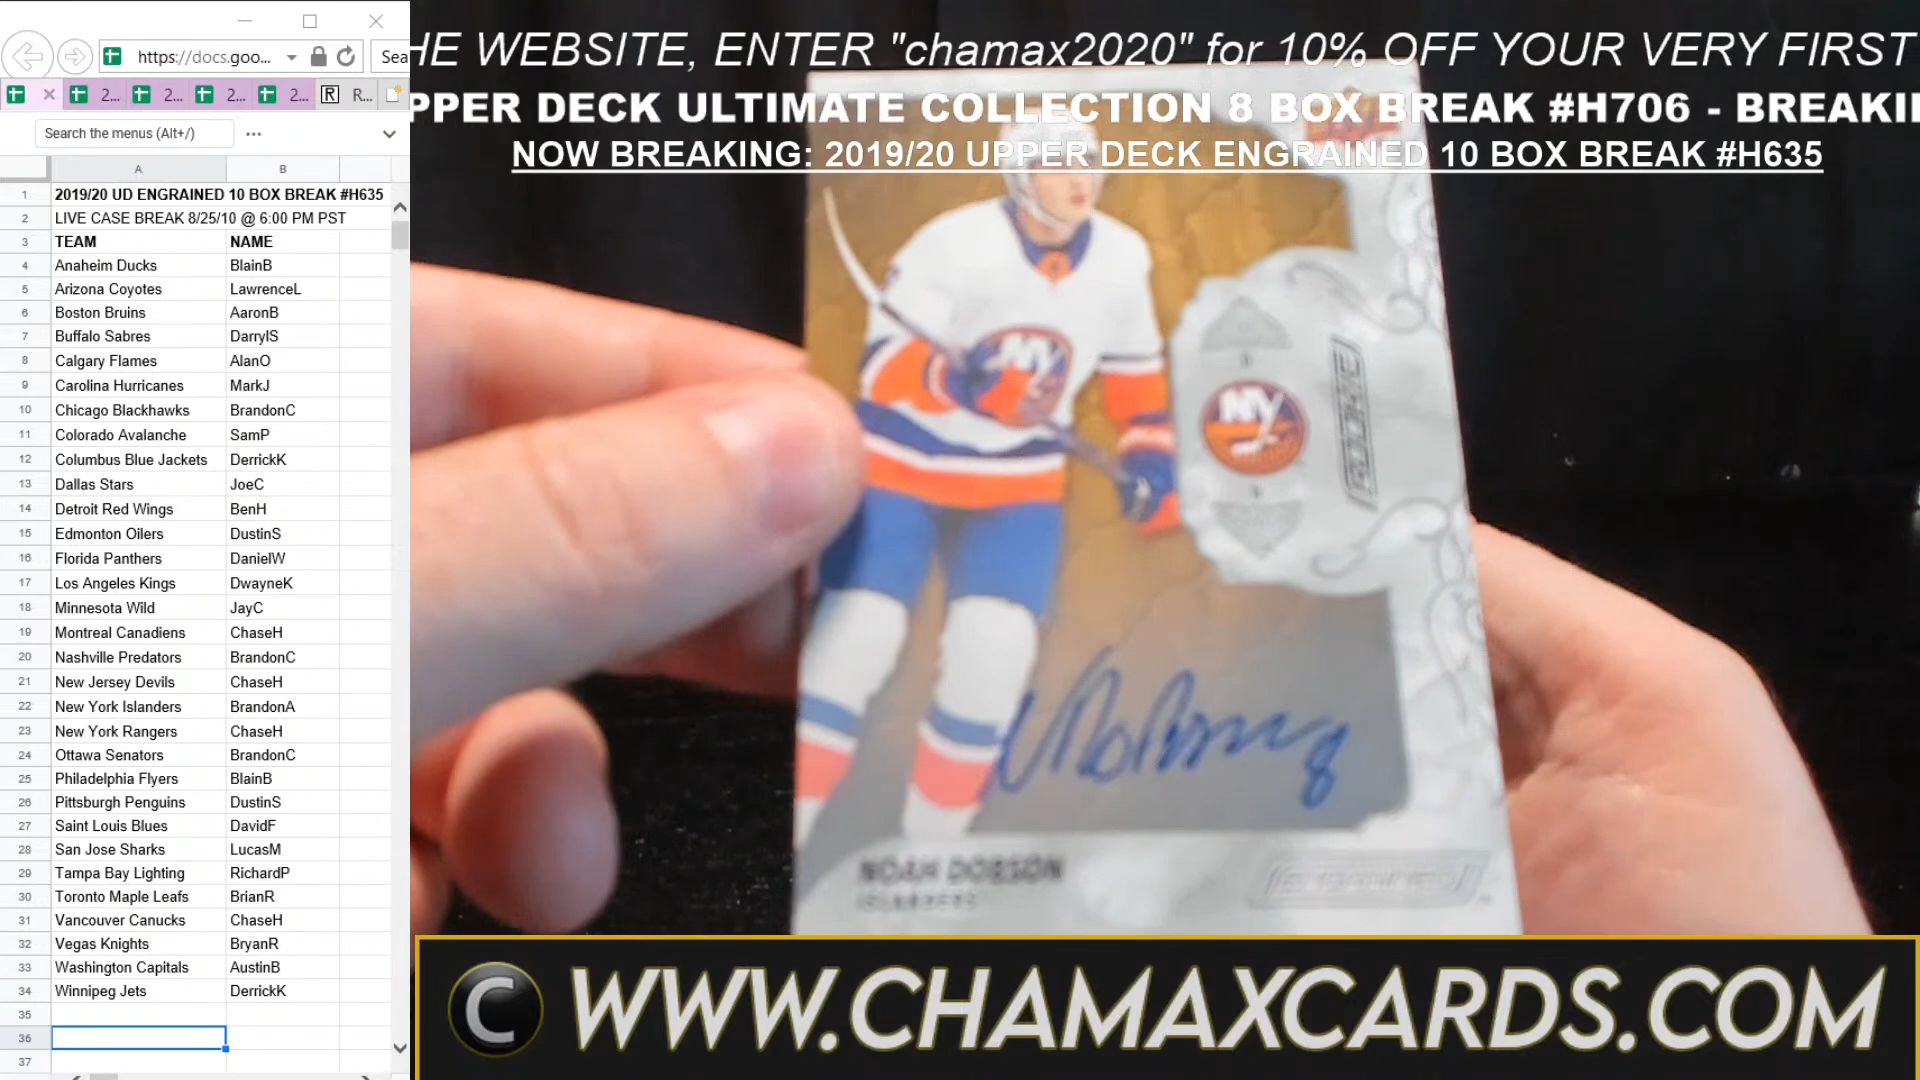 https://docs.goo...
Sea
2...
2...
2...
2...
R
R...
Search the menus (Alt+/)
...
A B
1 2019/20 UD ENGRAINED 10 BOX BREAK #H635
2 LIVE CASE BREAK 8/25/10 @ 6:00 PM PST
3 TEAM NAME
4 Anaheim Ducks BlainB
5 Arizona Coyotes LawrenceL
6 Boston Bruins AaronB
7 Buffalo Sabres DarrylS
8 Calgary Flames AlanO
9 Carolina Hurricanes MarkJ
10 Chicago Blackhawks BrandonC
11 Colorado Avalanche SamP
12 Columbus Blue Jackets DerrickK
13 Dallas Stars JoeC
14 Detroit Red Wings BenH
15 Edmonton Oilers DustinS
16 Florida Panthers DanielW
17 Los Angeles Kings DwayneK
18 Minnesota Wild JayC
19 Montreal Canadiens ChaseH
20 Nashville Predators BrandonC
21 New Jersey Devils ChaseH
22 New York Islanders BrandonA
23 New York Rangers ChaseH
24 Ottawa Senators BrandonC
25 Philadelphia Flyers BlainB
26 Pittsburgh Penguins DustinS
27 Saint Louis Blues DavidF
28 San Jose Sharks LucasM
29 Tampa Bay Lighting RichardP
30 Toronto Maple Leafs BrianR
31 Vancouver Canucks ChaseH
32 Vegas Knights BryanR
33 Washington Capitals AustinB
34 Winnipeg Jets DerrickK
35
36
37
HE WEBSITE, ENTER "chamax2020" for 10% OFF YOUR VERY FIRST
PPER DECK ULTIMATE COLLECTION 8 BOX BREAK #H706 - BREAKI
NOW BREAKING: 2019/20 UPPER DECK ENGRAINED 10 BOX BREAK #H635
NY
NY
ROOKIE
8
NOAH DOBSON
ISLANDERS
C WWW.CHAMAXCARDS.COM